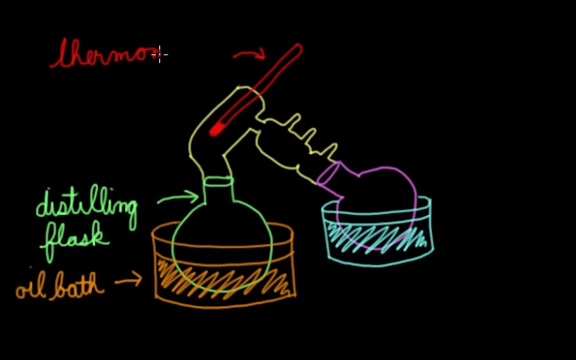 thermo
distilling
flask
oil bath